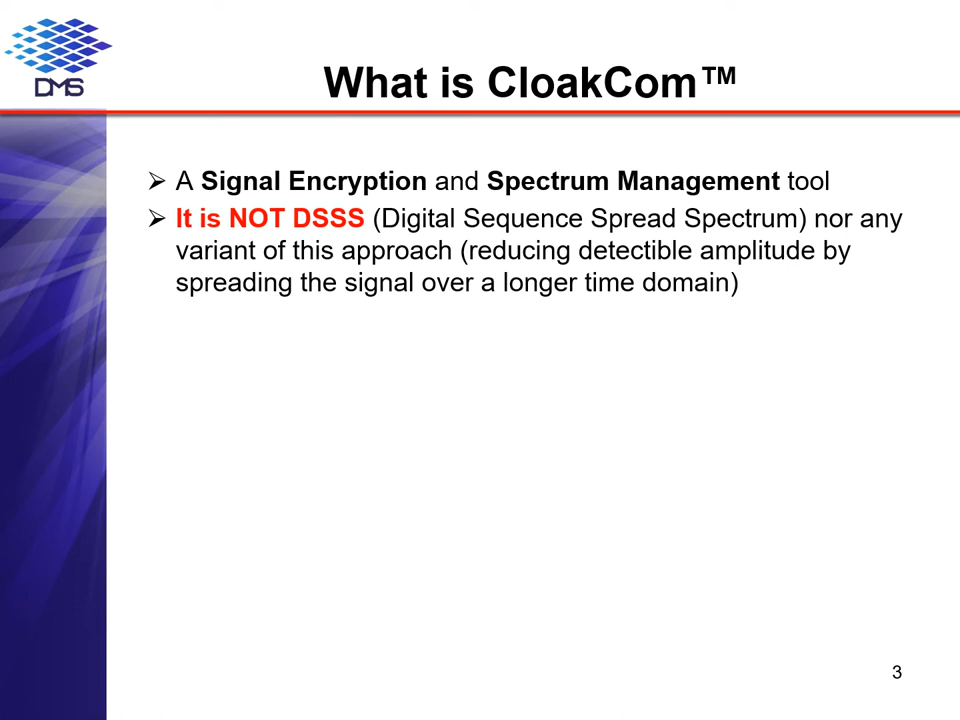 DMS
What is CloakCom™
➢ A Signal Encryption and Spectrum Management tool
➢ It is NOT DSSS (Digital Sequence Spread Spectrum) nor any
variant of this approach (reducing detectible amplitude by
spreading the signal over a longer time domain)
3